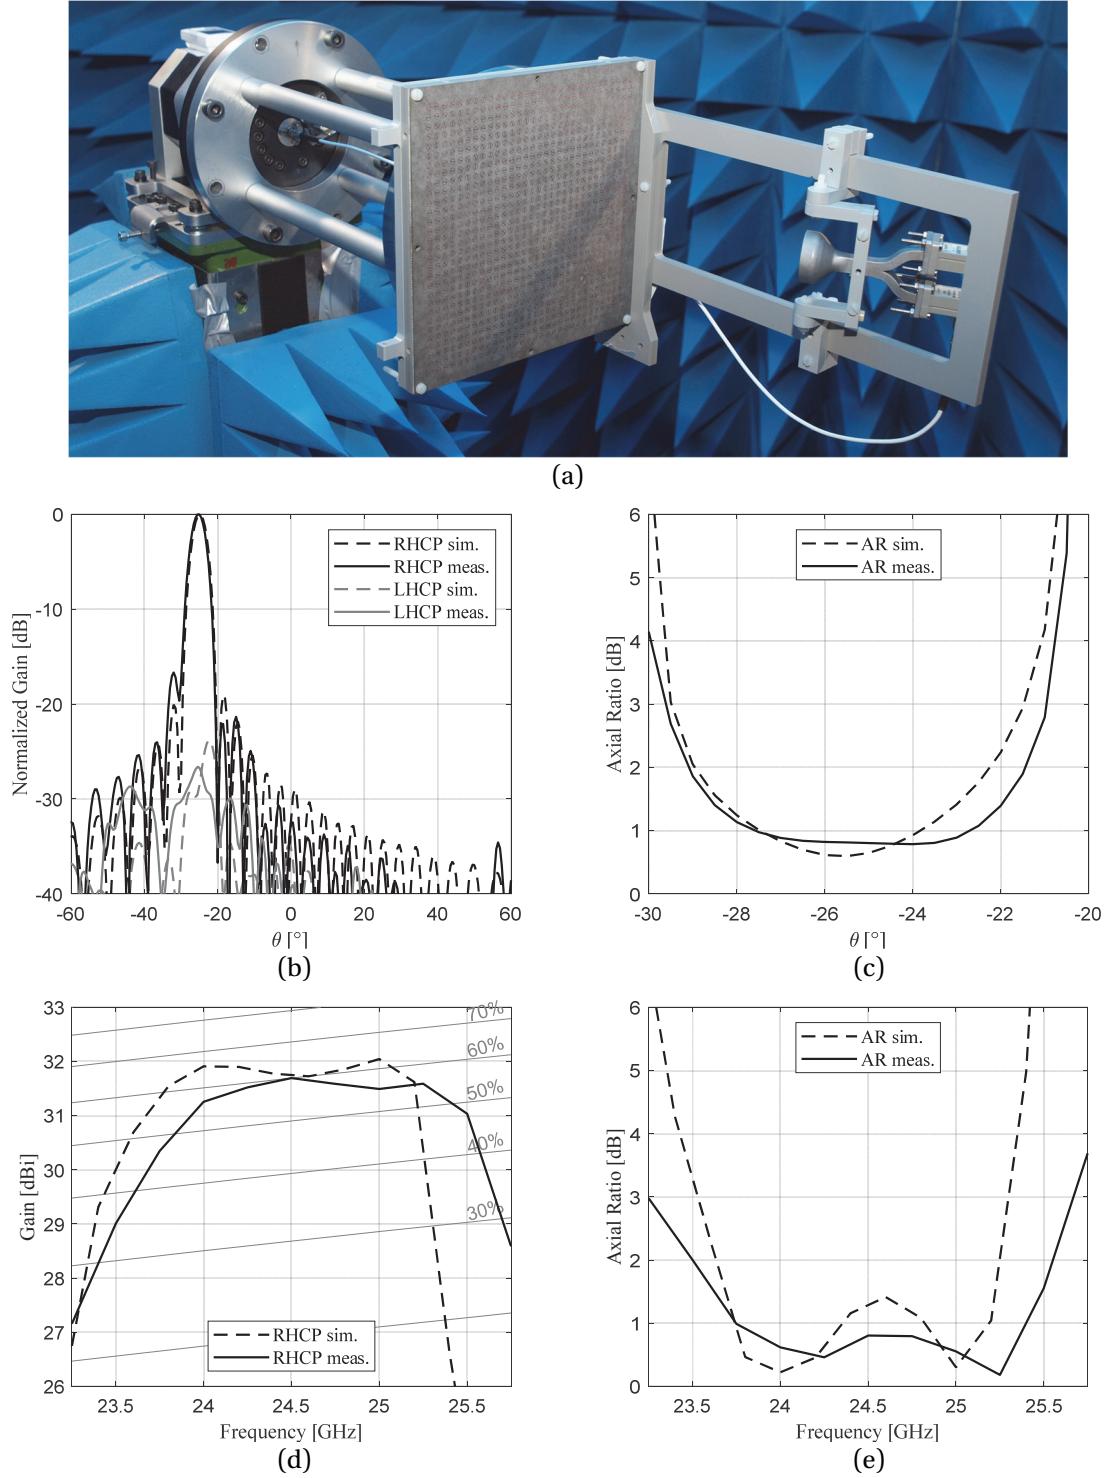 (a)
0
-10
-20
-30
-40
Normalized Gain [dB]
RHCP sim.
RHCP meas.
LHCP sim.
LHCP meas.
-60
-40
-20
0
20
40
60
θ [°]
(b)
6
5
4
3
2
1
0
Axial Ratio [dB]
AR sim.
AR meas.
-30
-28
-26
-24
-22
-20
θ [°]
(c)
33
32
31
30
29
28
27
26
Gain [dBi]
70%
60%
50%
40%
30%
RHCP sim.
RHCP meas.
23.5
24
24.5
25
25.5
Frequency [GHz]
(d)
6
5
4
3
2
1
0
Axial Ratio [dB]
AR sim.
AR meas.
23.5
24
24.5
25
25.5
Frequency [GHz]
(e)